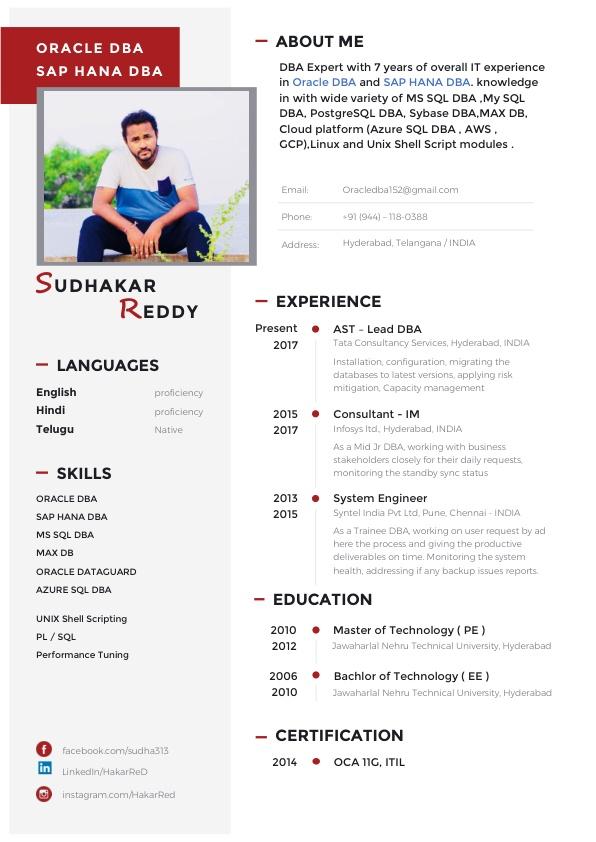 ORACLE DBA
SAP HANA DBA
SUDHAKAR
REDDY
LANGUAGES
English proficiency
Hindi proficiency
Telugu Native
SKILLS
ORACLE DBA
SAP HANA DBA
MS SQL DBA
MAX DB
ORACLE DATAGUARD
AZURE SQL DBA
UNIX Shell Scripting
PL / SQL
Performance Tuning
facebook.com/sudha313
LinkedIn/HakarReD
instagram.com/HakarRed
ABOUT ME
DBA Expert with 7 years of overall IT experience
in Oracle DBA and SAP HANA DBA. knowledge
in with wide variety of MS SQL DBA ,My SQL
DBA, PostgreSQL DBA, Sybase DBA,MAX DB,
Cloud platform (Azure SQL DBA , AWS ,
GCP),Linux and Unix Shell Script modules .
Email: Oracledba152@gmail.com
Phone: +91 (944) – 118-0388
Address: Hyderabad, Telangana / INDIA
EXPERIENCE
Present
2017
AST – Lead DBA
Tata Consultancy Services, Hyderabad, INDIA
Installation, configuration, migrating the
databases to latest versions, applying risk
mitigation, Capacity management
2015
2017
Consultant - IM
Infosys ltd., Hyderabad, INDIA
As a Mid Jr DBA, working with business
stakeholders closely for their daily requests,
monitoring the standby sync status
2013
2015
System Engineer
Syntel India Pvt Ltd, Pune, Chennai - INDIA
As a Trainee DBA, working on user request by ad
here the process and giving the productive
deliverables on time. Monitoring the system
health, addressing if any backup issues reports.
EDUCATION
2010
2012
Master of Technology ( PE )
Jawaharlal Nehru Technical University, Hyderabad
2006
2010
Bachlor of Technology ( EE )
Jawaharlal Nehru Technical University, Hyderabad
CERTIFICATION
2014 OCA 11G, ITIL